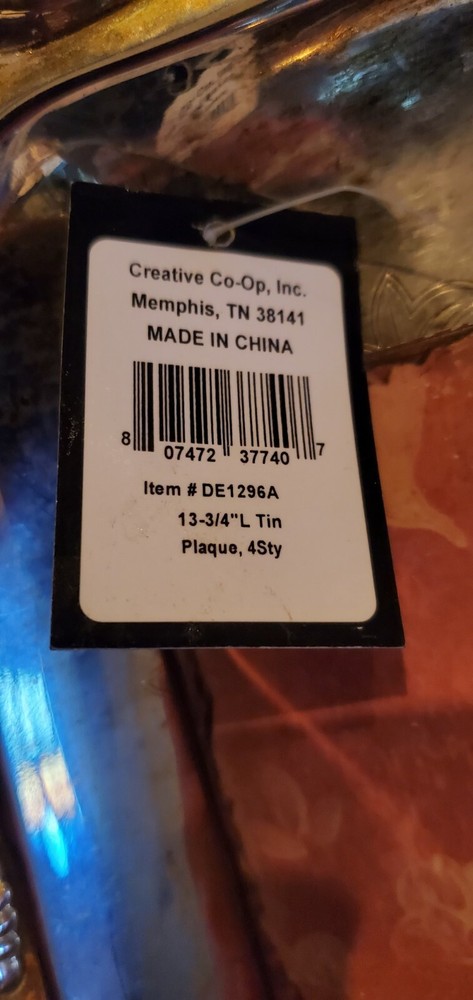 Creative Co-Op, Inc.
Memphis, TN 38141
MADE IN CHINA
8 07472 37740 7
Item # DE1296A
13-3/4"L Tin
Plaque, 4Sty